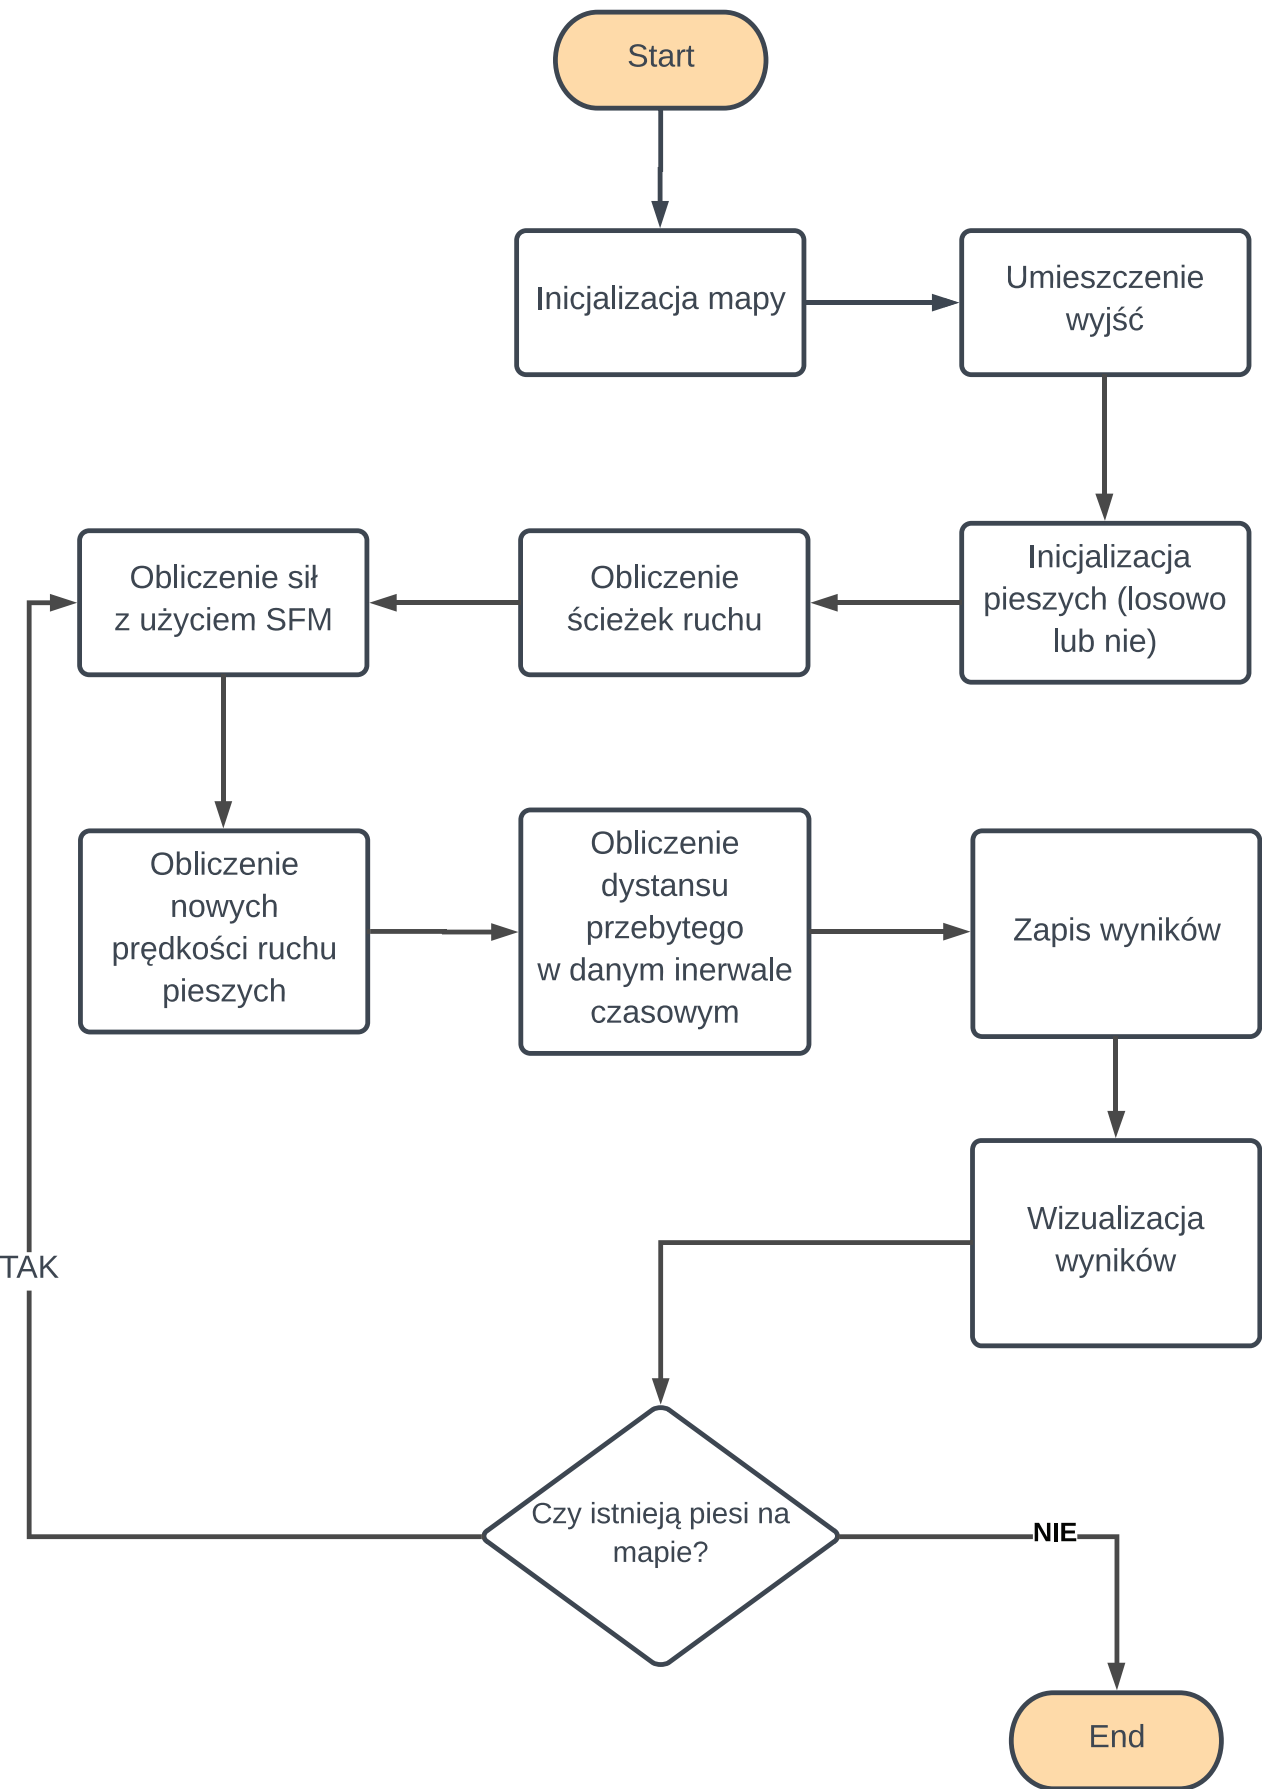 Start
Inicjalizacja mapy
Umieszczenie
wyjść
Inicjalizacja
pieszych (losowo
lub nie)
Obliczenie
ścieżek ruchu
Obliczenie sił
z użyciem SFM
Obliczenie
nowych
prędkości ruchu
pieszych
Obliczenie
dystansu
przebytego
w danym inerwale
czasowym
Zapis wyników
Wizualizacja
wyników
Czy istnieją piesi na
mapie?
TAK
NIE
End